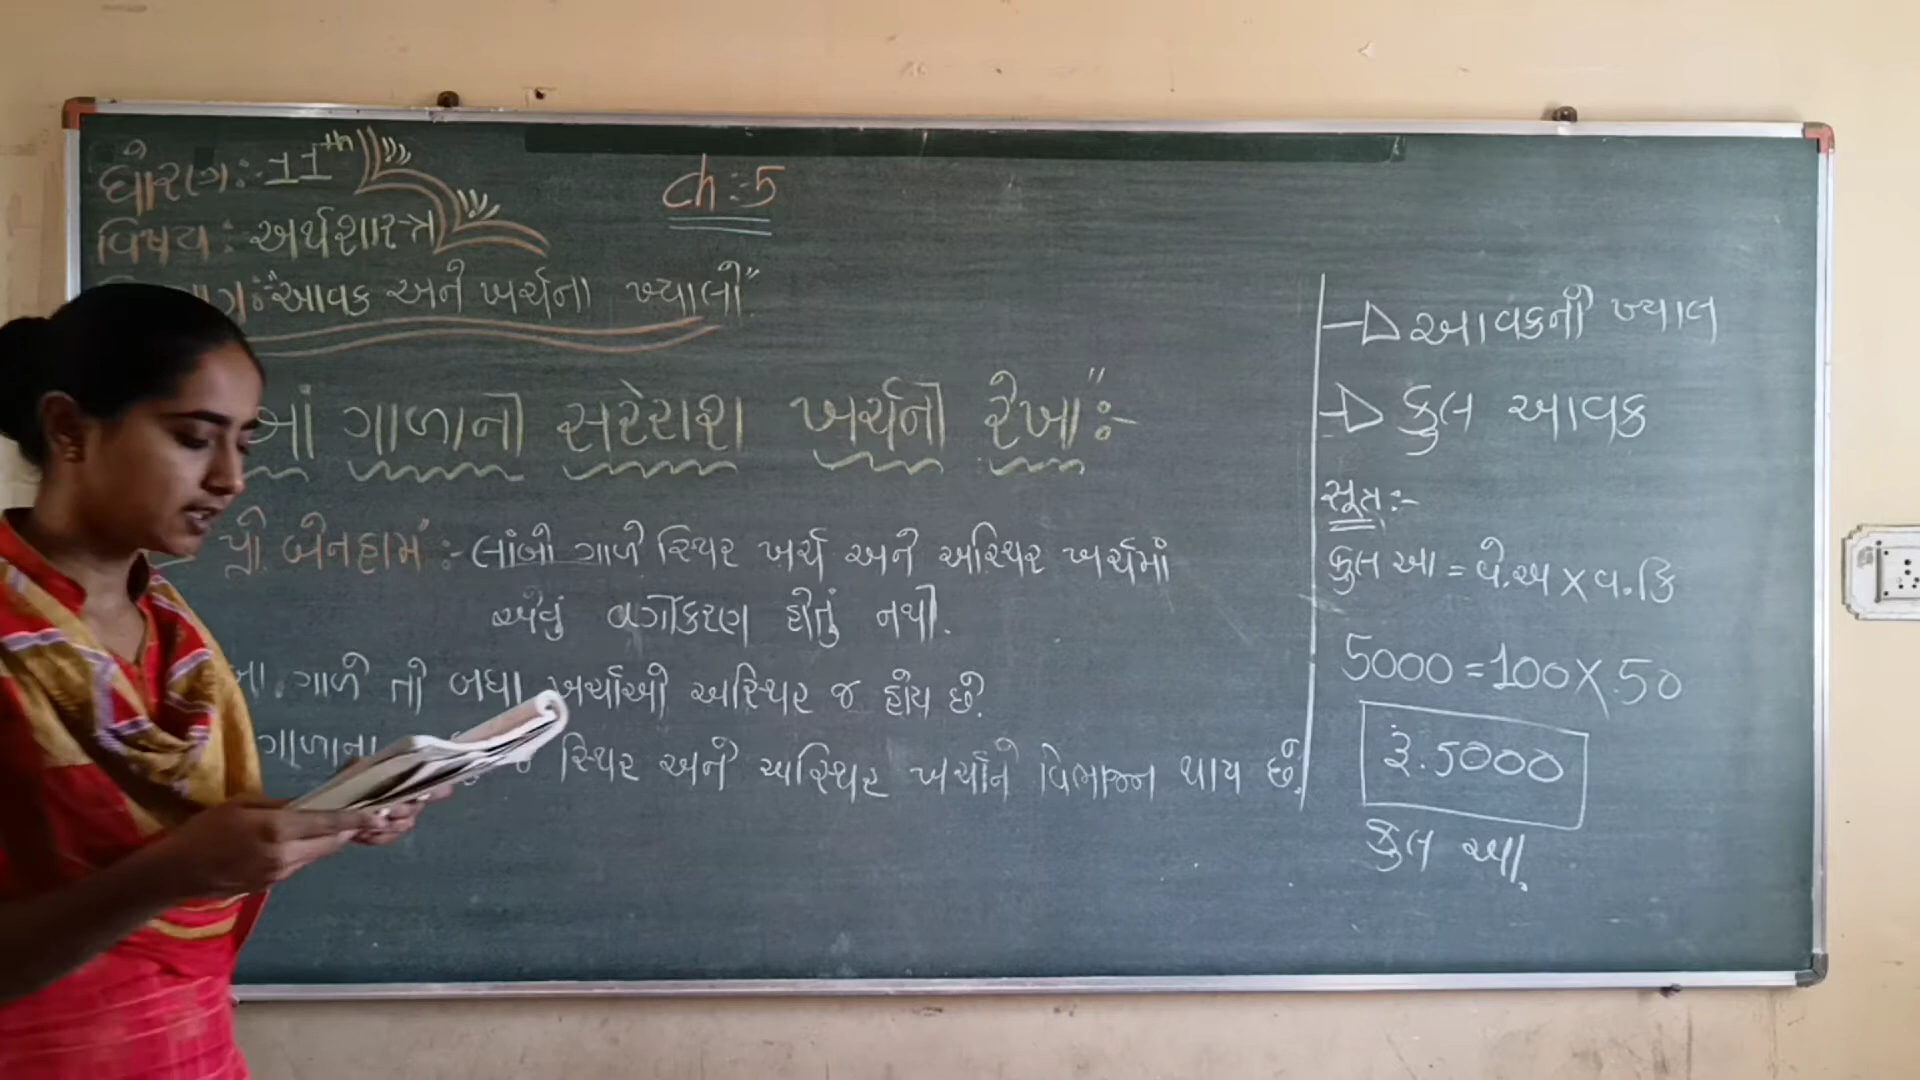 ધોરણ :- 11th
વિષય : અર્થશાસ્ત્ર
"આવક અને ખર્ચના ખ્યાલો"
Ch :- 5
ગાળાની સરેરાશ ખર્ચની રેખા" :-
પ્રો. બેનહામ :- લાંબા ગાળે સ્થિર ખર્ચ અને અસ્થિર ખર્ચમાં
એવું વર્ગીકરણ હોતું નથી.
ગાળે તો બધા ખર્ચાઓ અસ્થિર જ હોય છે.
ગાળાના સ્થિર અને અસ્થિર ખર્ચાને વિભાજન થાય છે.
→ આવકની ખ્યાલ
→ કુલ આવક
સૂત્ર :-
કુલ આ = વે.અ X વ.કિ
5000 = 100 X .50
રૂ. 5000
કુલ આ.